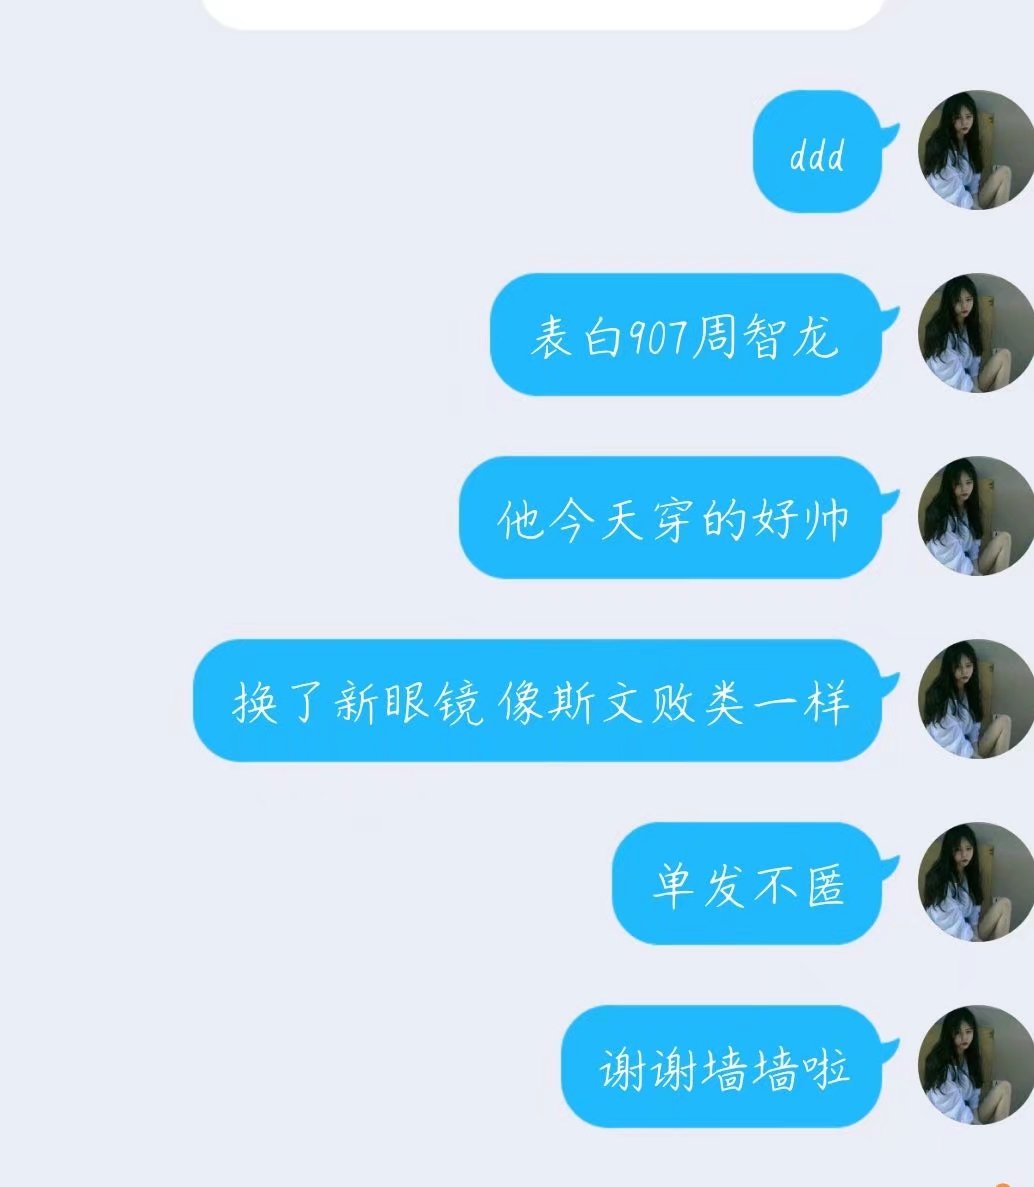 ddd
表白907周智龙
他今天穿的好帅
换了新眼镜 像斯文败类一样
单发不匿
谢谢墙墙啦